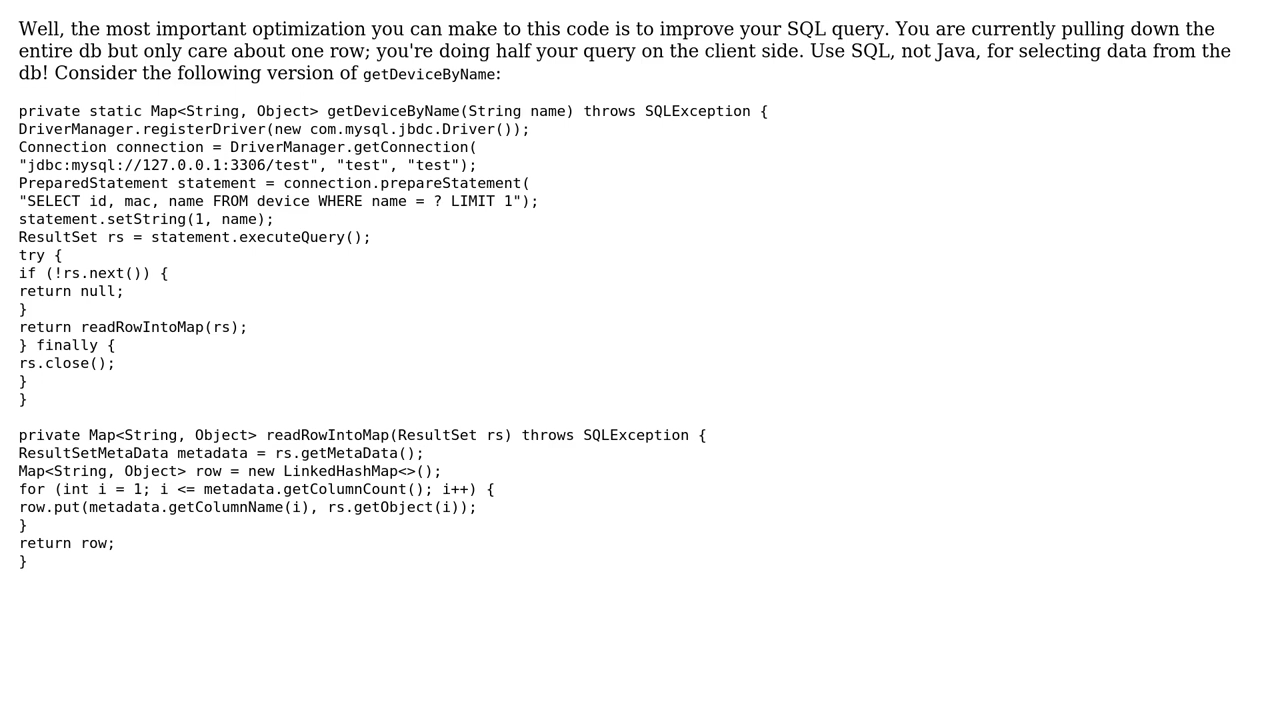 Well, the most important optimization you can make to this code is to improve your SQL query. You are currently pulling down the
entire db but only care about one row; you're doing half your query on the client side. Use SQL, not Java, for selecting data from the
db! Consider the following version of getDeviceByName:
private static Map<String, Object> getDeviceByName(String name) throws SQLException {
DriverManager.registerDriver(new com.mysql.jbdc.Driver());
Connection connection = DriverManager.getConnection(
"jdbc:mysql://127.0.0.1:3306/test", "test", "test");
PreparedStatement statement = connection.prepareStatement(
"SELECT id, mac, name FROM device WHERE name = ? LIMIT 1");
statement.setString(1, name);
ResultSet rs = statement.executeQuery();
try {
if (!rs.next()) {
return null;
}
return readRowIntoMap(rs);
} finally {
rs.close();
}
}
private Map<String, Object> readRowIntoMap(ResultSet rs) throws SQLException {
ResultSetMetaData metadata = rs.getMetaData();
Map<String, Object> row = new LinkedHashMap<>();
for (int i = 1; i <= metadata.getColumnCount(); i++) {
row.put(metadata.getColumnName(i), rs.getObject(i));
}
return row;
}